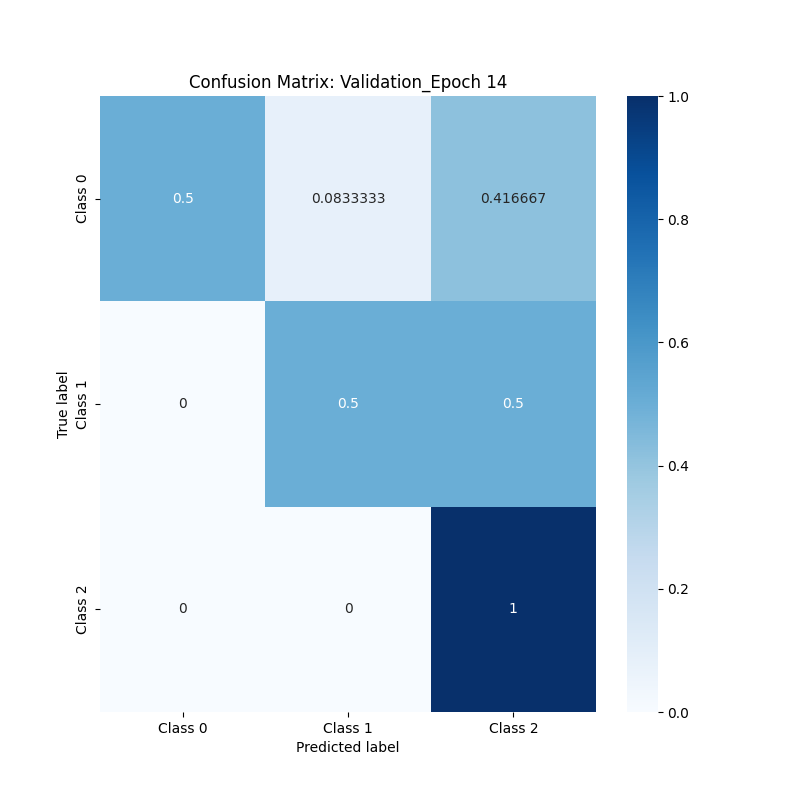 Confusion Matrix: Validation_Epoch 14
Class 0
Class 1
Class 2
True label
0.5
0.0833333
0.416667
0
0.5
0.5
0
0
1
Class 0
Class 1
Class 2
Predicted label
1.0
0.8
0.6
0.4
0.2
0.0